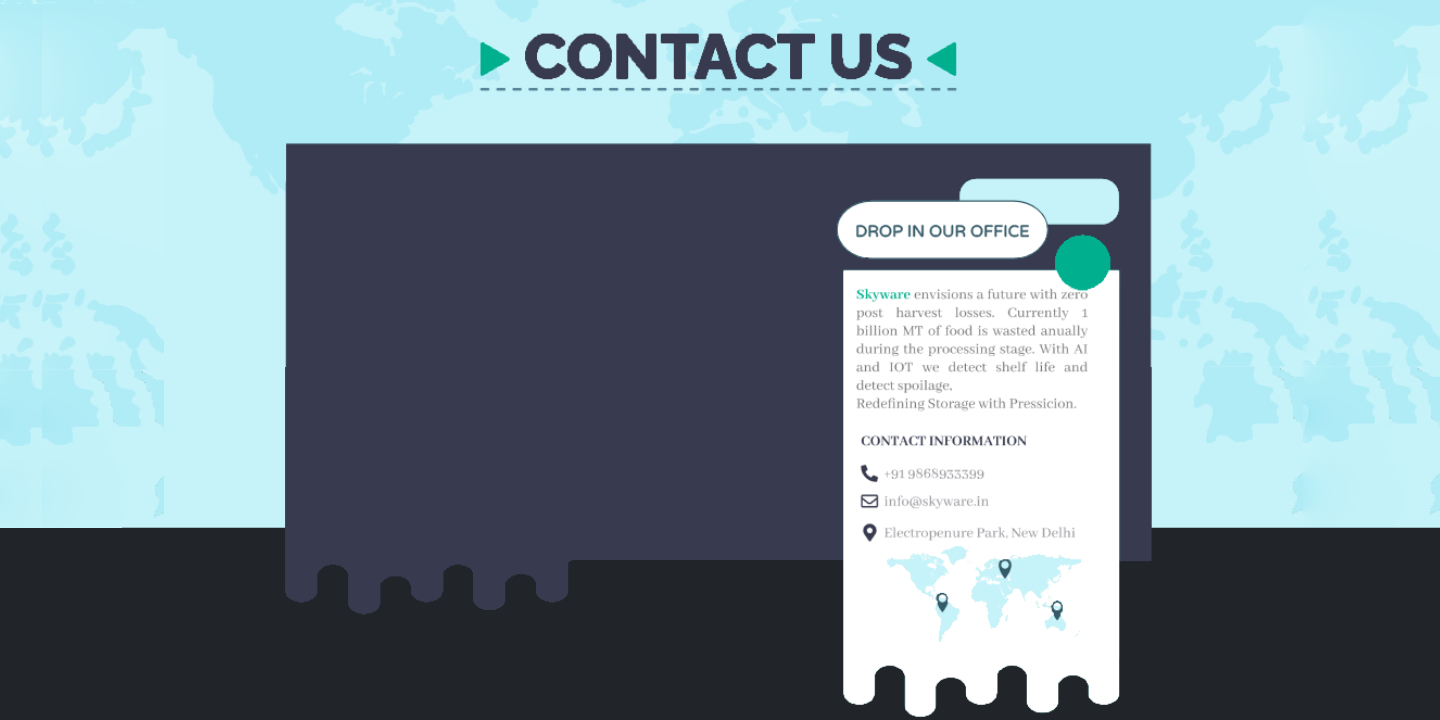 CONTACT US
DROP IN OUR OFFICE
Skyware envisions a future with zero
post harvest losses. Currently 1
billion MT of food is wasted anually
during the processing stage. With AI
and IOT we detect shelf life and
detect spoilage,
Redefining Storage with Pressicion.
CONTACT INFORMATION
+91 9868933399
info@skyware.in
Electropenure Park, New Delhi